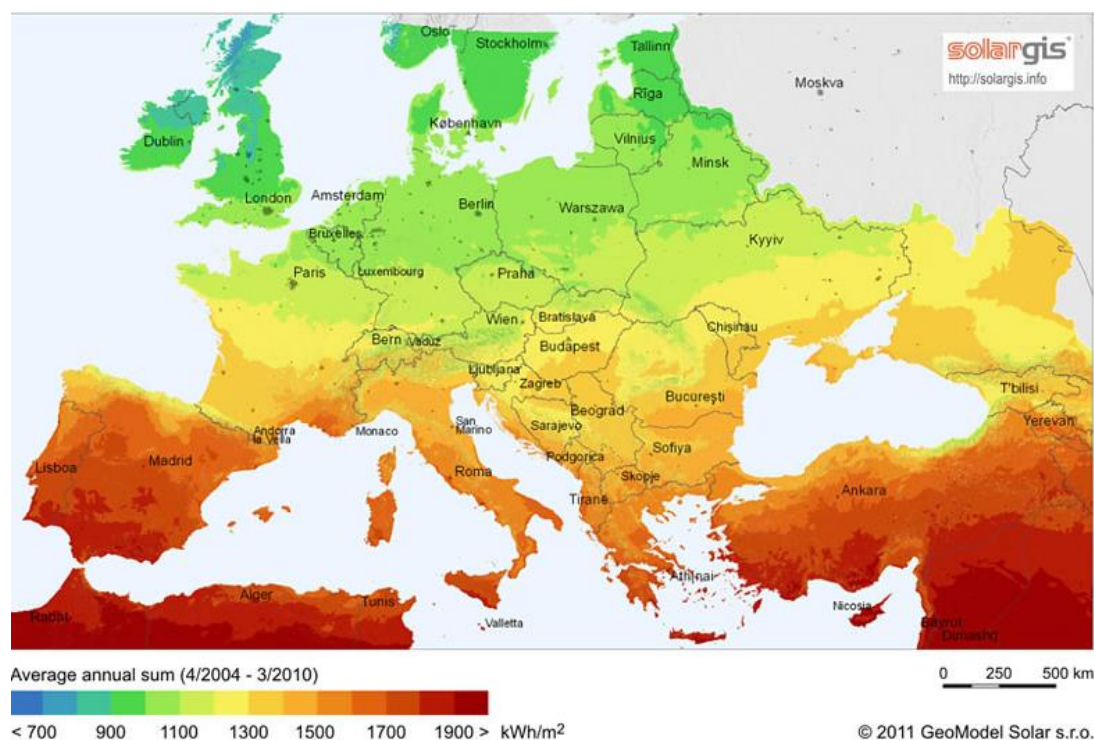 Oslo
Stockholm
Tallinn
solargis
http://solargis.info
Moskva
Rīga
Dublin
København
Vilnius
Minsk
London
Amsterdam
Berlin
Warszawa
Bruxelles
Kyyiv
Paris
Luxembourg
Praha
Wien
Bratislava
Chişinau
Bern
Vaduz
Budapest
Ljubljana
Zagreb
T'bilisi
Beograd
Bucureşti
Andorra
la Vella
Monaco
San
Marino
Sarajevo
Yerevan
Lisboa
Madrid
Roma
Podgorica
Sofiya
Skopje
Ankara
Tiranë
Athínai
Alger
Tunis
Nicosia
Rabat
Valletta
Bayrut
Dimashq
Average annual sum (4/2004 - 3/2010)
0 250 500 km
< 700 900 1100 1300 1500 1700 1900 > kWh/m²
© 2011 GeoModel Solar s.r.o.